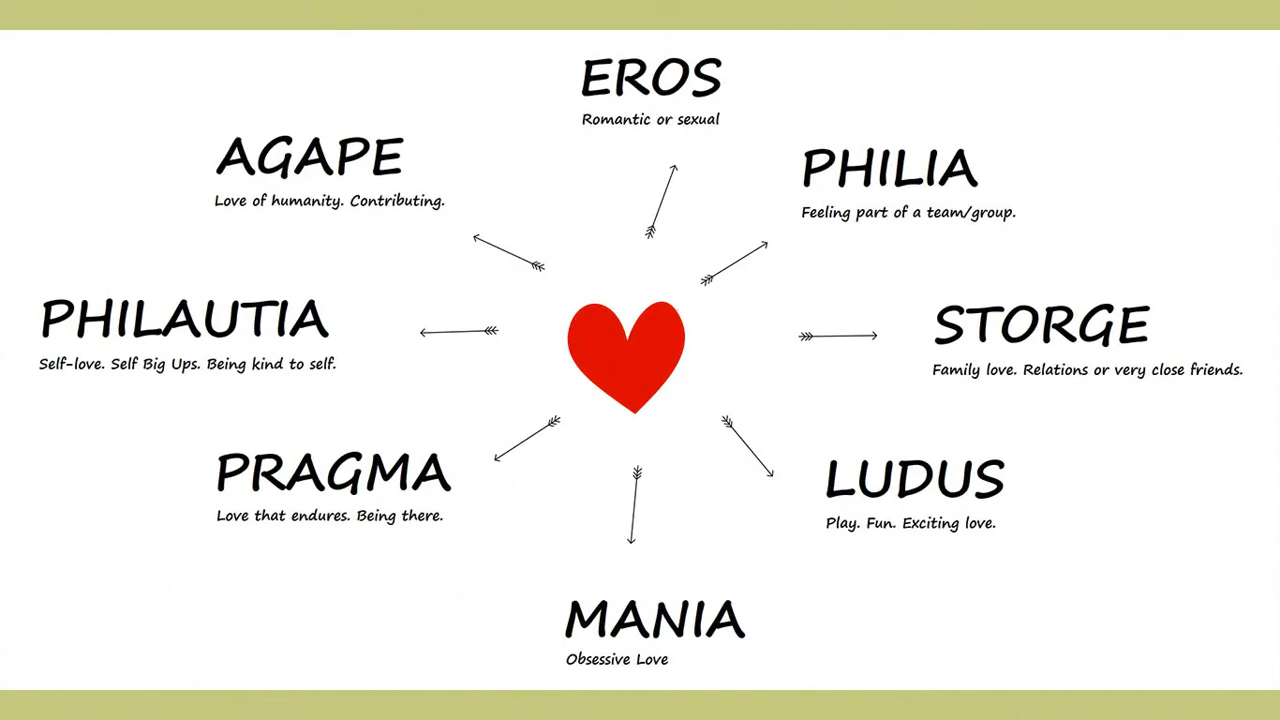 EROS
Romantic or sexual
AGAPE
Love of humanity. Contributing.
PHILIA
Feeling part of a team/group.
PHILAUTIA
Self-love. Self Big Ups. Being kind to self.
STORGE
Family love. Relations or very close friends.
PRAGMA
Love that endures. Being there.
LUDUS
Play. Fun. Exciting love.
MANIA
Obsessive Love